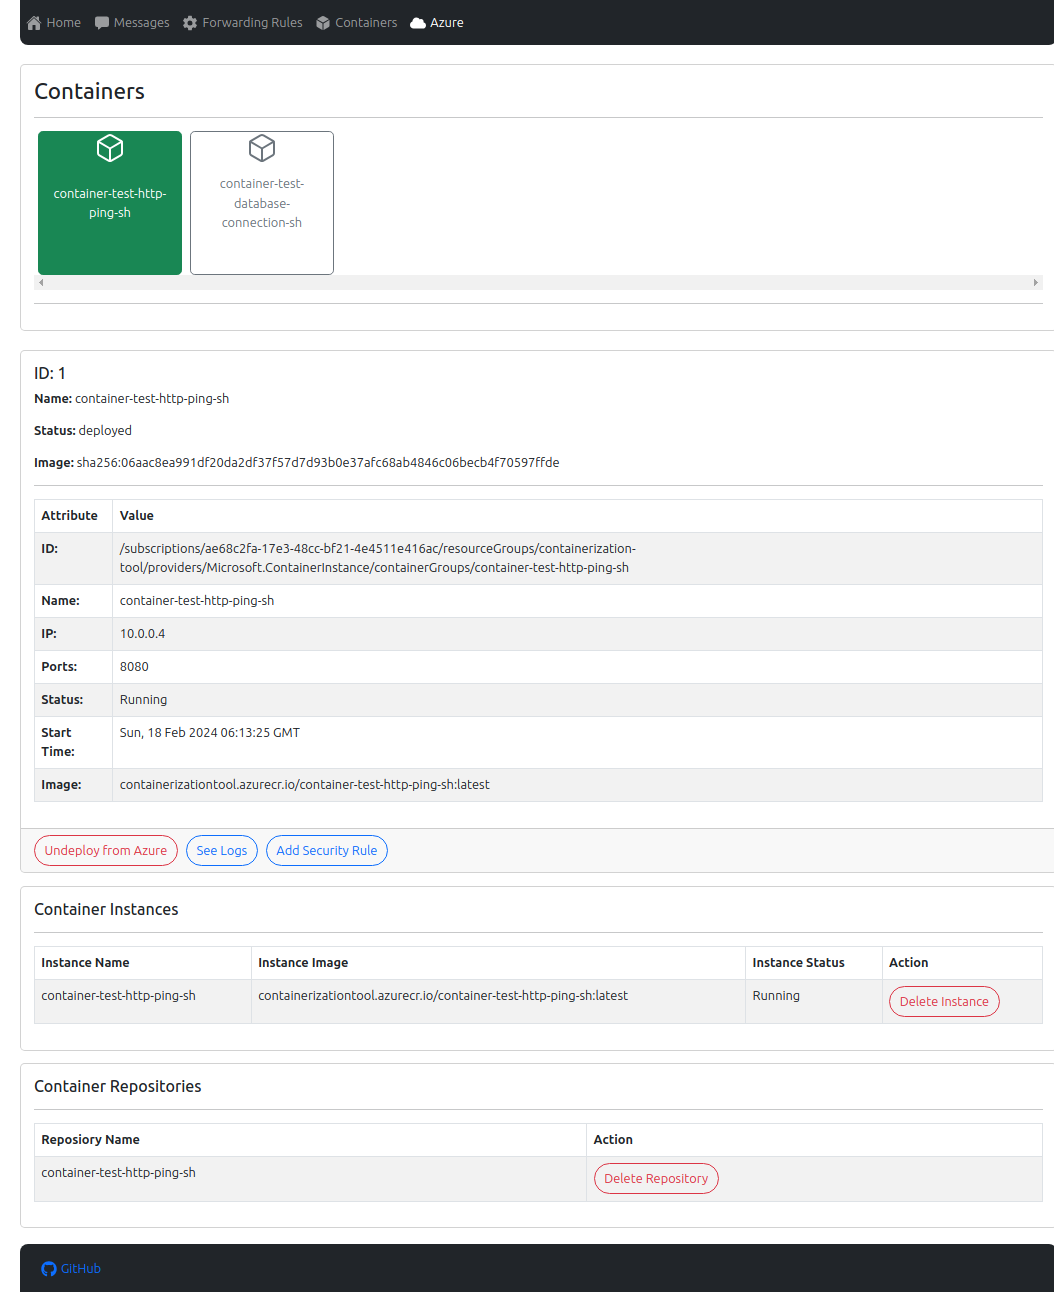 Home Messages Forwarding Rules Containers Azure
Containers
container-test-http-
ping-sh
container-test-
database-
connection-sh
ID: 1
Name: container-test-http-ping-sh
Status: deployed
Image: sha256:06aac8ea991df20da2df37f57d7d93b0e37afc68ab4846c06becb4f70597ffde
Attribute Value
ID: /subscriptions/ae68c2fa-17e3-48cc-bf21-4e4511e416ac/resourceGroups/containerization-
tool/providers/Microsoft.ContainerInstance/containerGroups/container-test-http-ping-sh
Name: container-test-http-ping-sh
IP: 10.0.0.4
Ports: 8080
Status: Running
Start Sun, 18 Feb 2024 06:13:25 GMT
Time:
Image: containerizationtool.azurecr.io/container-test-http-ping-sh:latest
Undeploy from Azure See Logs Add Security Rule
Container Instances
Instance Name Instance Image Instance Status Action
container-test-http-ping-sh containerizationtool.azurecr.io/container-test-http-ping-sh:latest Running Delete Instance
Container Repositories
Reposiory Name Action
container-test-http-ping-sh Delete Repository
GitHub